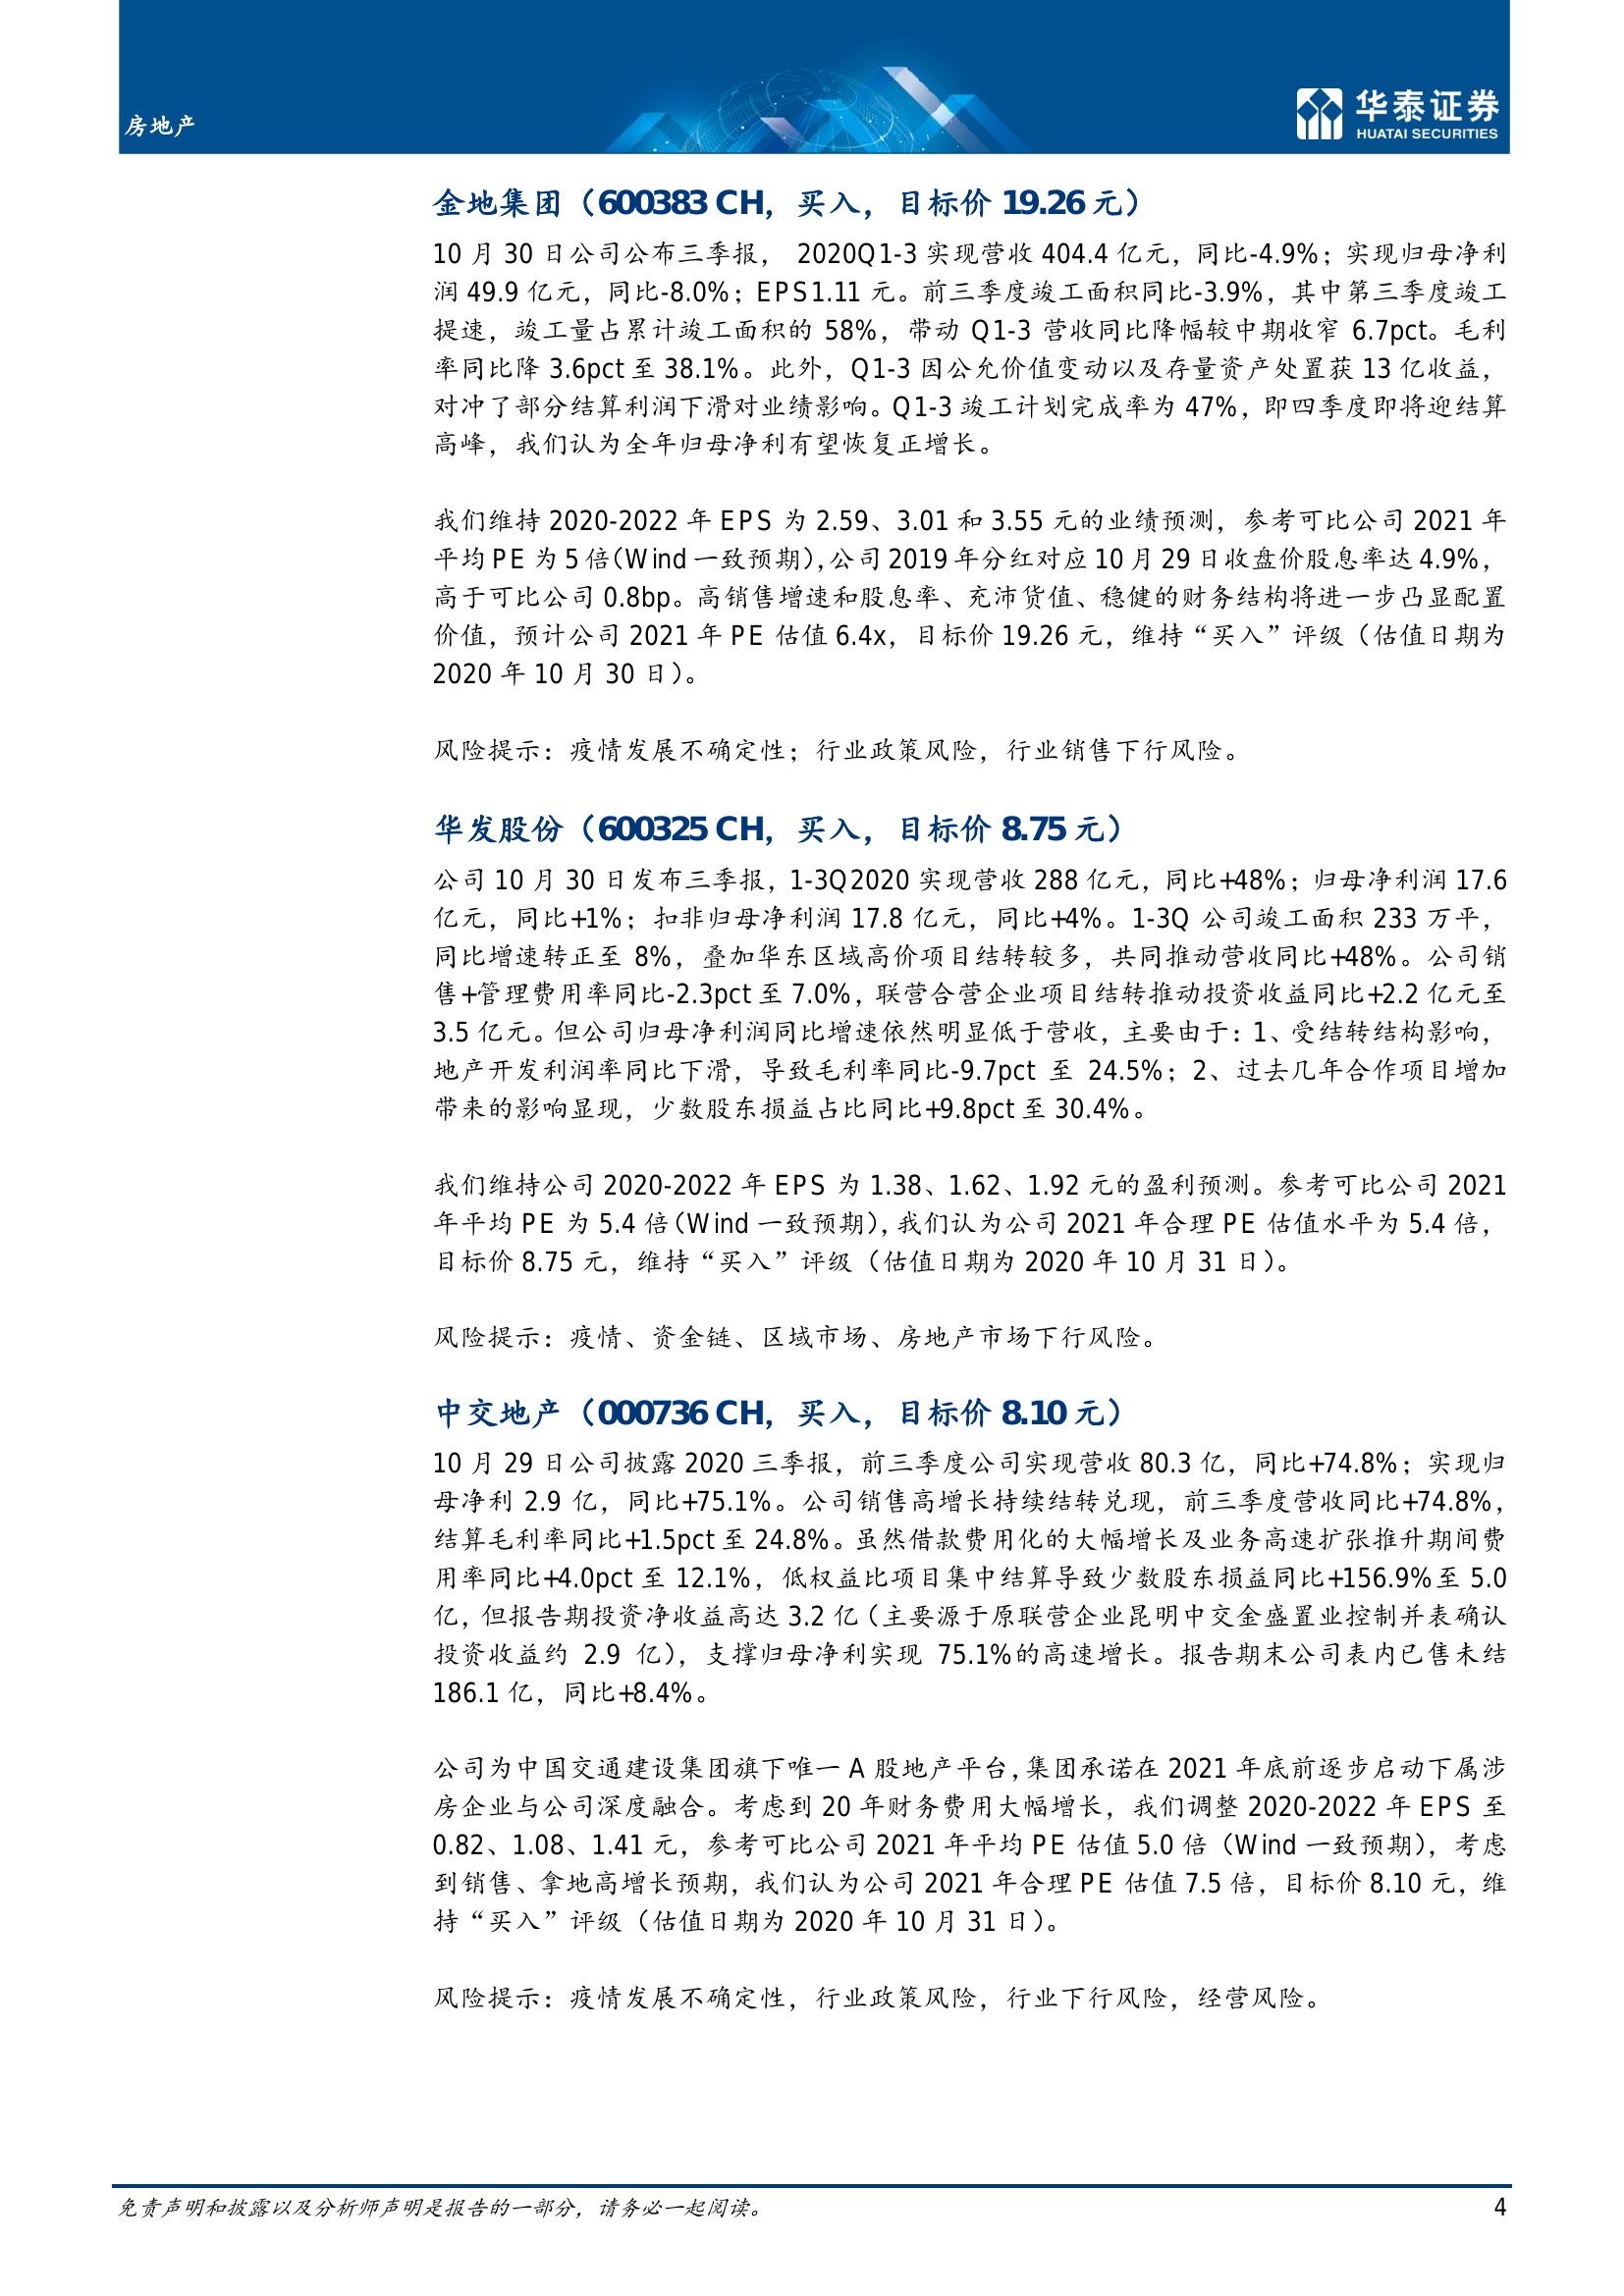 房地产
华泰证券
HUATAI SECURITIES
金地集团（600383 CH，买入，目标价 19.26 元）
10 月 30 日公司公布三季报， 2020Q1-3 实现营收 404.4 亿元，同比-4.9%；实现归母净利
润 49.9 亿元，同比-8.0%；EPS1.11 元。前三季度竣工面积同比-3.9%，其中第三季度竣工
提速，竣工量占累计竣工面积的 58%，带动 Q1-3 营收同比降幅较中期收窄 6.7pct。毛利
率同比降 3.6pct 至 38.1%。此外，Q1-3 因公允价值变动以及存量资产处置获 13 亿收益，
对冲了部分结算利润下滑对业绩影响。Q1-3 竣工计划完成率为 47%，即四季度即将迎结算
高峰，我们认为全年归母净利有望恢复正增长。
我们维持 2020-2022 年 EPS 为 2.59、3.01 和 3.55 元的业绩预测，参考可比公司 2021 年
平均 PE 为 5 倍（Wind 一致预期），公司 2019 年分红对应 10 月 29 日收盘价股息率达 4.9%，
高于可比公司 0.8bp。高销售增速和股息率、充沛货值、稳健的财务结构将进一步凸显配置
价值，预计公司 2021 年 PE 估值 6.4x，目标价 19.26 元，维持“买入”评级（估值日期为
2020 年 10 月 30 日）。
风险提示：疫情发展不确定性；行业政策风险，行业销售下行风险。
华发股份（600325 CH，买入，目标价 8.75 元）
公司 10 月 30 日发布三季报，1-3Q2020 实现营收 288 亿元，同比+48%；归母净利润 17.6
亿元，同比+1%；扣非归母净利润 17.8 亿元，同比+4%。1-3Q 公司竣工面积 233 万平，
同比增速转正至 8%，叠加华东区域高价项目结转较多，共同推动营收同比+48%。公司销
售+管理费用率同比-2.3pct 至 7.0%，联营合营企业项目结转推动投资收益同比+2.2 亿元至
3.5 亿元。但公司归母净利润同比增速依然明显低于营收，主要由于：1、受结转结构影响，
地产开发利润率同比下滑，导致毛利率同比-9.7pct 至 24.5%；2、过去几年合作项目增加
带来的影响显现，少数股东损益占比同比+9.8pct 至 30.4%。
我们维持公司 2020-2022 年 EPS 为 1.38、1.62、1.92 元的盈利预测。参考可比公司 2021
年平均 PE 为 5.4 倍（Wind 一致预期），我们认为公司 2021 年合理 PE 估值水平为 5.4 倍，
目标价 8.75 元，维持“买入”评级（估值日期为 2020 年 10 月 31 日）。
风险提示：疫情、资金链、区域市场、房地产市场下行风险。
中交地产（000736 CH，买入，目标价 8.10 元）
10 月 29 日公司披露 2020 三季报，前三季度公司实现营收 80.3 亿，同比+74.8%；实现归
母净利 2.9 亿，同比+75.1%。公司销售高增长持续结转兑现，前三季度营收同比+74.8%，
结算毛利率同比+1.5pct 至 24.8%。虽然借款费用化的大幅增长及业务高速扩张推升期间费
用率同比+4.0pct 至 12.1%，低权益比项目集中结算导致少数股东损益同比+156.9%至 5.0
亿，但报告期投资净收益高达 3.2 亿（主要源于原联营企业昆明中交金盛置业控制并表确认
投资收益约 2.9 亿），支撑归母净利实现 75.1%的高速增长。报告期末公司表内已售未结
186.1 亿，同比+8.4%。
公司为中国交通建设集团旗下唯一 A 股地产平台，集团承诺在 2021 年底前逐步启动下属涉
房企业与公司深度融合。考虑到 20 年财务费用大幅增长，我们调整 2020-2022 年 EPS 至
0.82、1.08、1.41 元，参考可比公司 2021 年平均 PE 估值 5.0 倍（Wind 一致预期），考虑
到销售、拿地高增长预期，我们认为公司 2021 年合理 PE 估值 7.5 倍，目标价 8.10 元，维
持“买入”评级（估值日期为 2020 年 10 月 31 日）。
风险提示：疫情发展不确定性，行业政策风险，行业下行风险，经营风险。
免责声明和披露以及分析师声明是报告的一部分，请务必一起阅读。
4